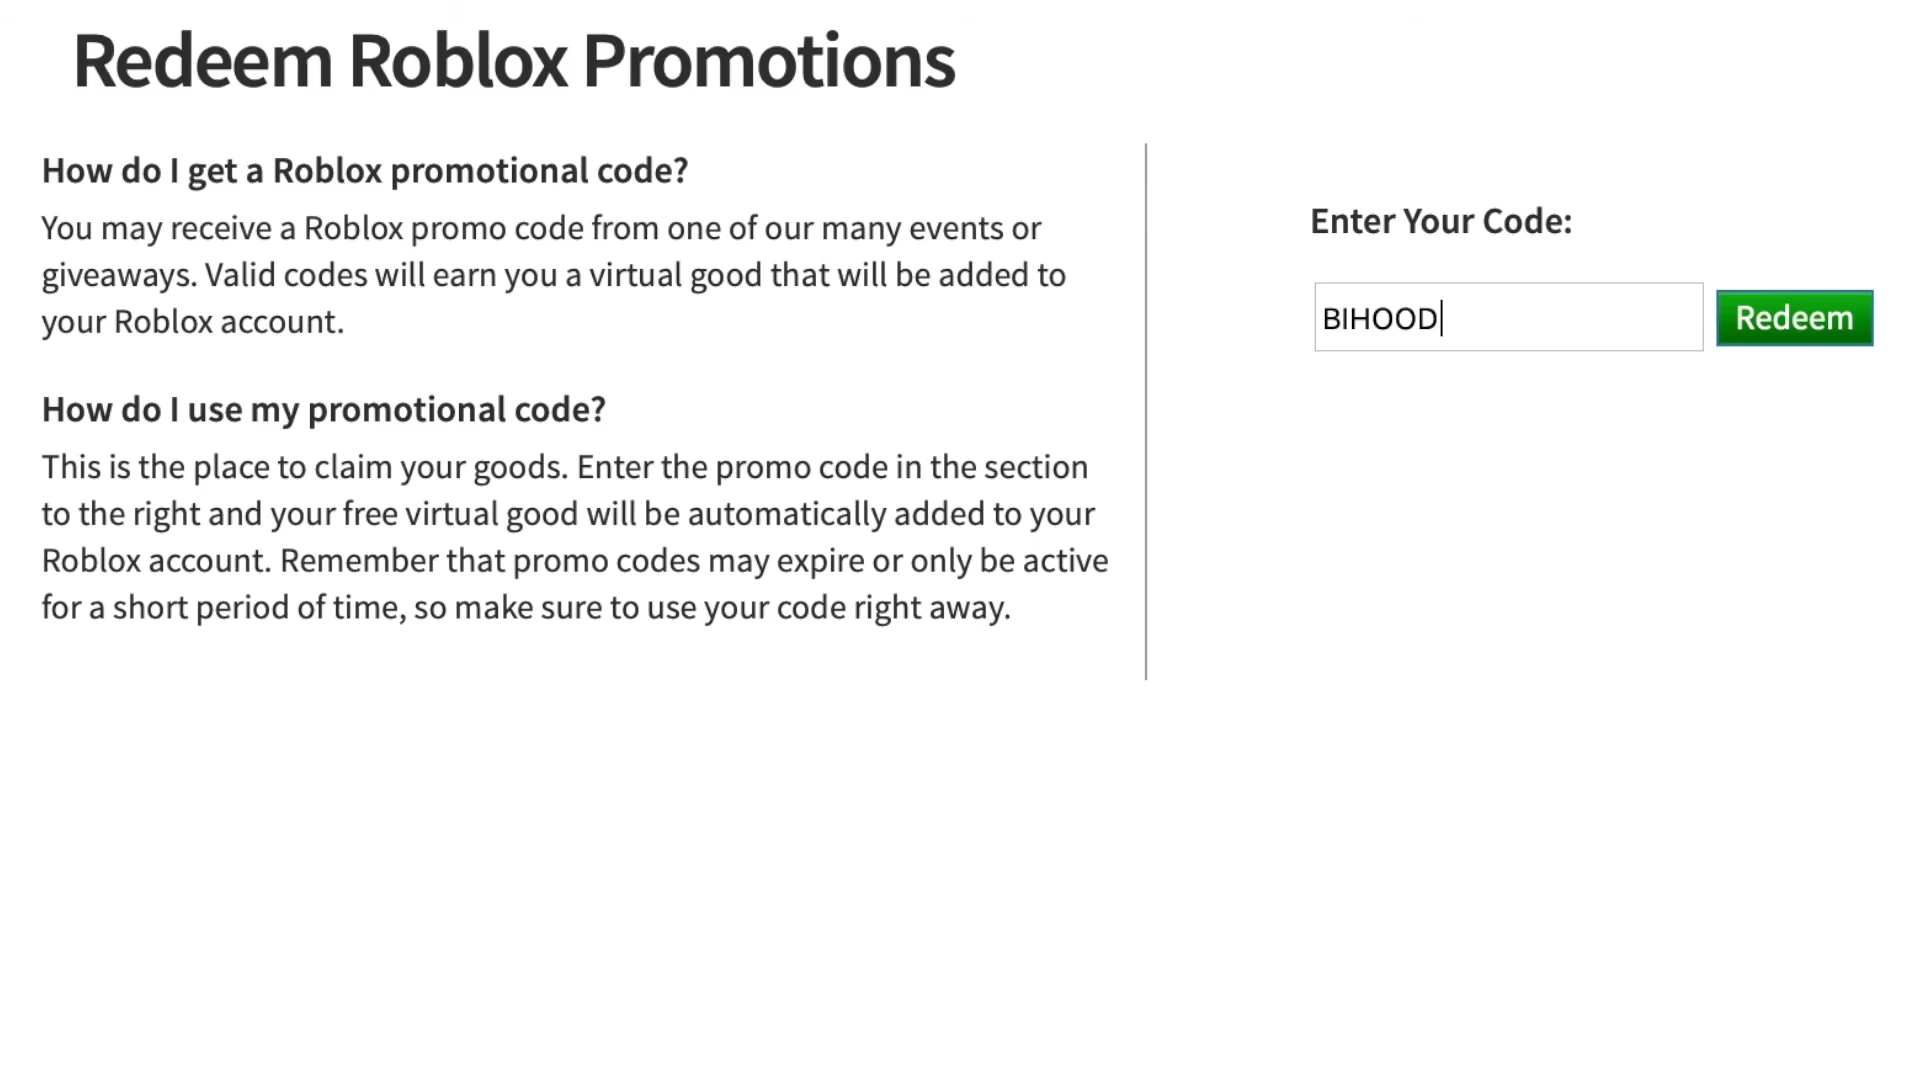 Redeem Roblox Promotions
How do I get a Roblox promotional code?
You may receive a Roblox promo code from one of our many events or
giveaways. Valid codes will earn you a virtual good that will be added to
your Roblox account.
How do I use my promotional code?
This is the place to claim your goods. Enter the promo code in the section
to the right and your free virtual good will be automatically added to your
Roblox account. Remember that promo codes may expire or only be active
for a short period of time, so make sure to use your code right away.
Enter Your Code:
BIHOOD
Redeem